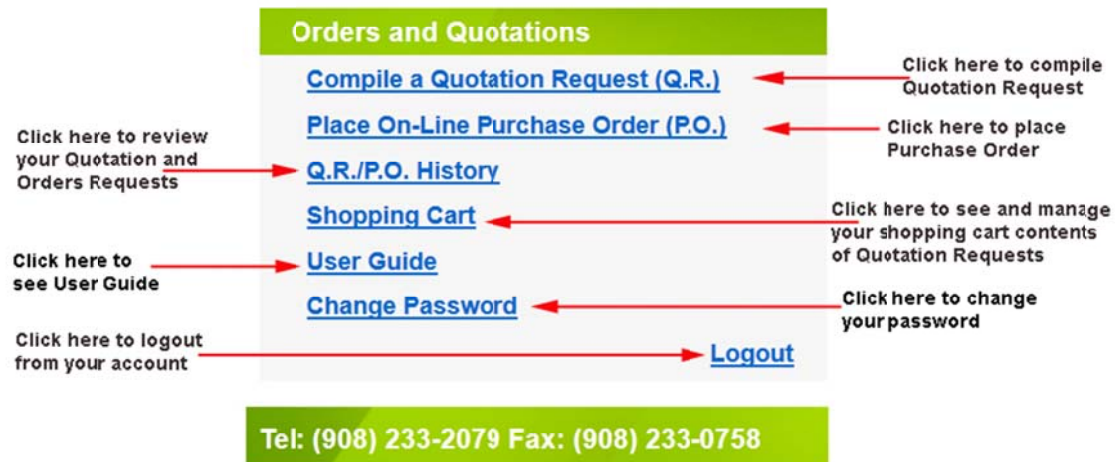 Orders and Quotations
Compile a Quotation Request (Q.R.)
Click here to compile
Quotation Request
Place On-Line Purchase Order (P.O.)
Click here to place
Purchase Order
Click here to review
your Quotation and
Orders Requests
Q.R./P.O. History
Shopping Cart
Click here to see and manage
your shopping cart contents
of Quotation Requests
Click here to
see User Guide
User Guide
Change Password
Click here to change
your password
Click here to logout
from your account
Logout
Tel: (908) 233-2079 Fax: (908) 233-0758